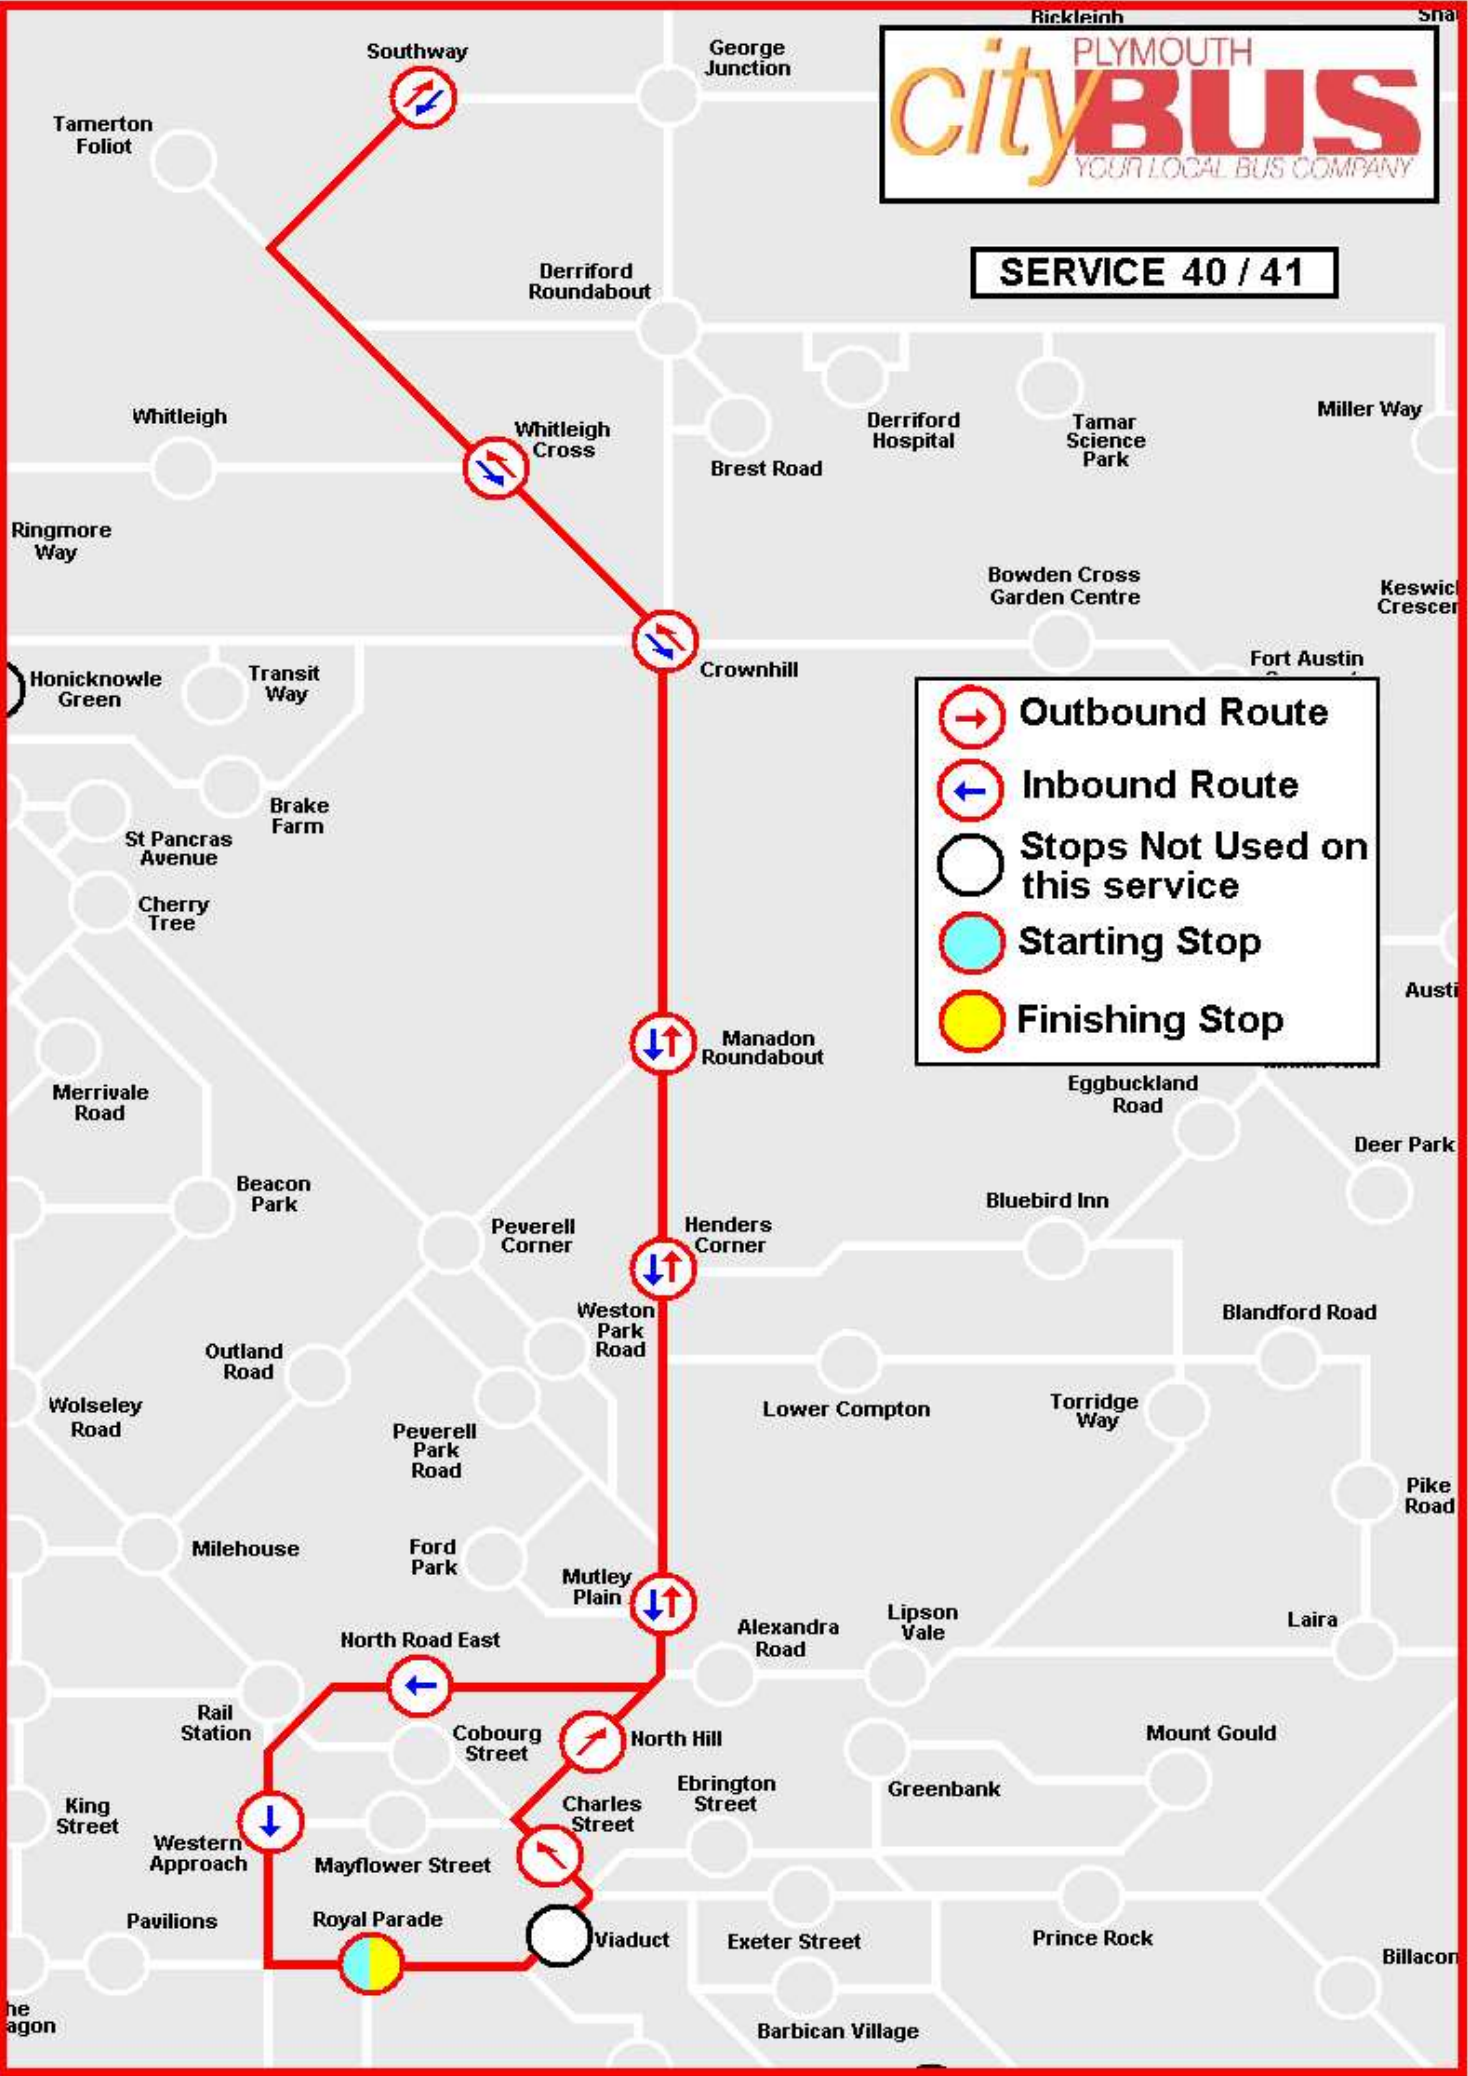 Bickleigh
Southway
George
Junction
PLYMOUTH
cityBUS
YOUR LOCAL BUS COMPANY
Tamerton
Foliot
SERVICE 40 / 41
Derriford
Roundabout
Whitleigh
Whitleigh
Cross
Derriford
Hospital
Tamar
Science
Park
Miller Way
Brest Road
Ringmore
Way
Bowden Cross
Garden Centre
Keswic
Crescen
Honicknowle
Green
Transit
Way
Crownhill
Fort Austin
Outbound Route
Inbound Route
Stops Not Used on
this service
Starting Stop
Finishing Stop
Brake
Farm
St Pancras
Avenue
Cherry
Tree
Austi
Manadon
Roundabout
Merrivale
Road
Eggbuckland
Road
Deer Park
Beacon
Park
Peverell
Corner
Henders
Corner
Bluebird Inn
Weston
Park
Road
Blandford Road
Outland
Road
Wolseley
Road
Peverell
Park
Road
Lower Compton
Torridge
Way
Pike
Road
Milehouse
Ford
Park
Mutley
Plain
Alexandra
Road
Lipson
Vale
Laira
North Road East
Rail
Station
Cobourg
Street
North Hill
Mount Gould
Ebrington
Street
Greenbank
King
Street
Charles
Street
Western
Approach
Mayflower Street
Pavilions
Royal Parade
Viaduct
Exeter Street
Prince Rock
Billacon
he
agon
Barbican Village